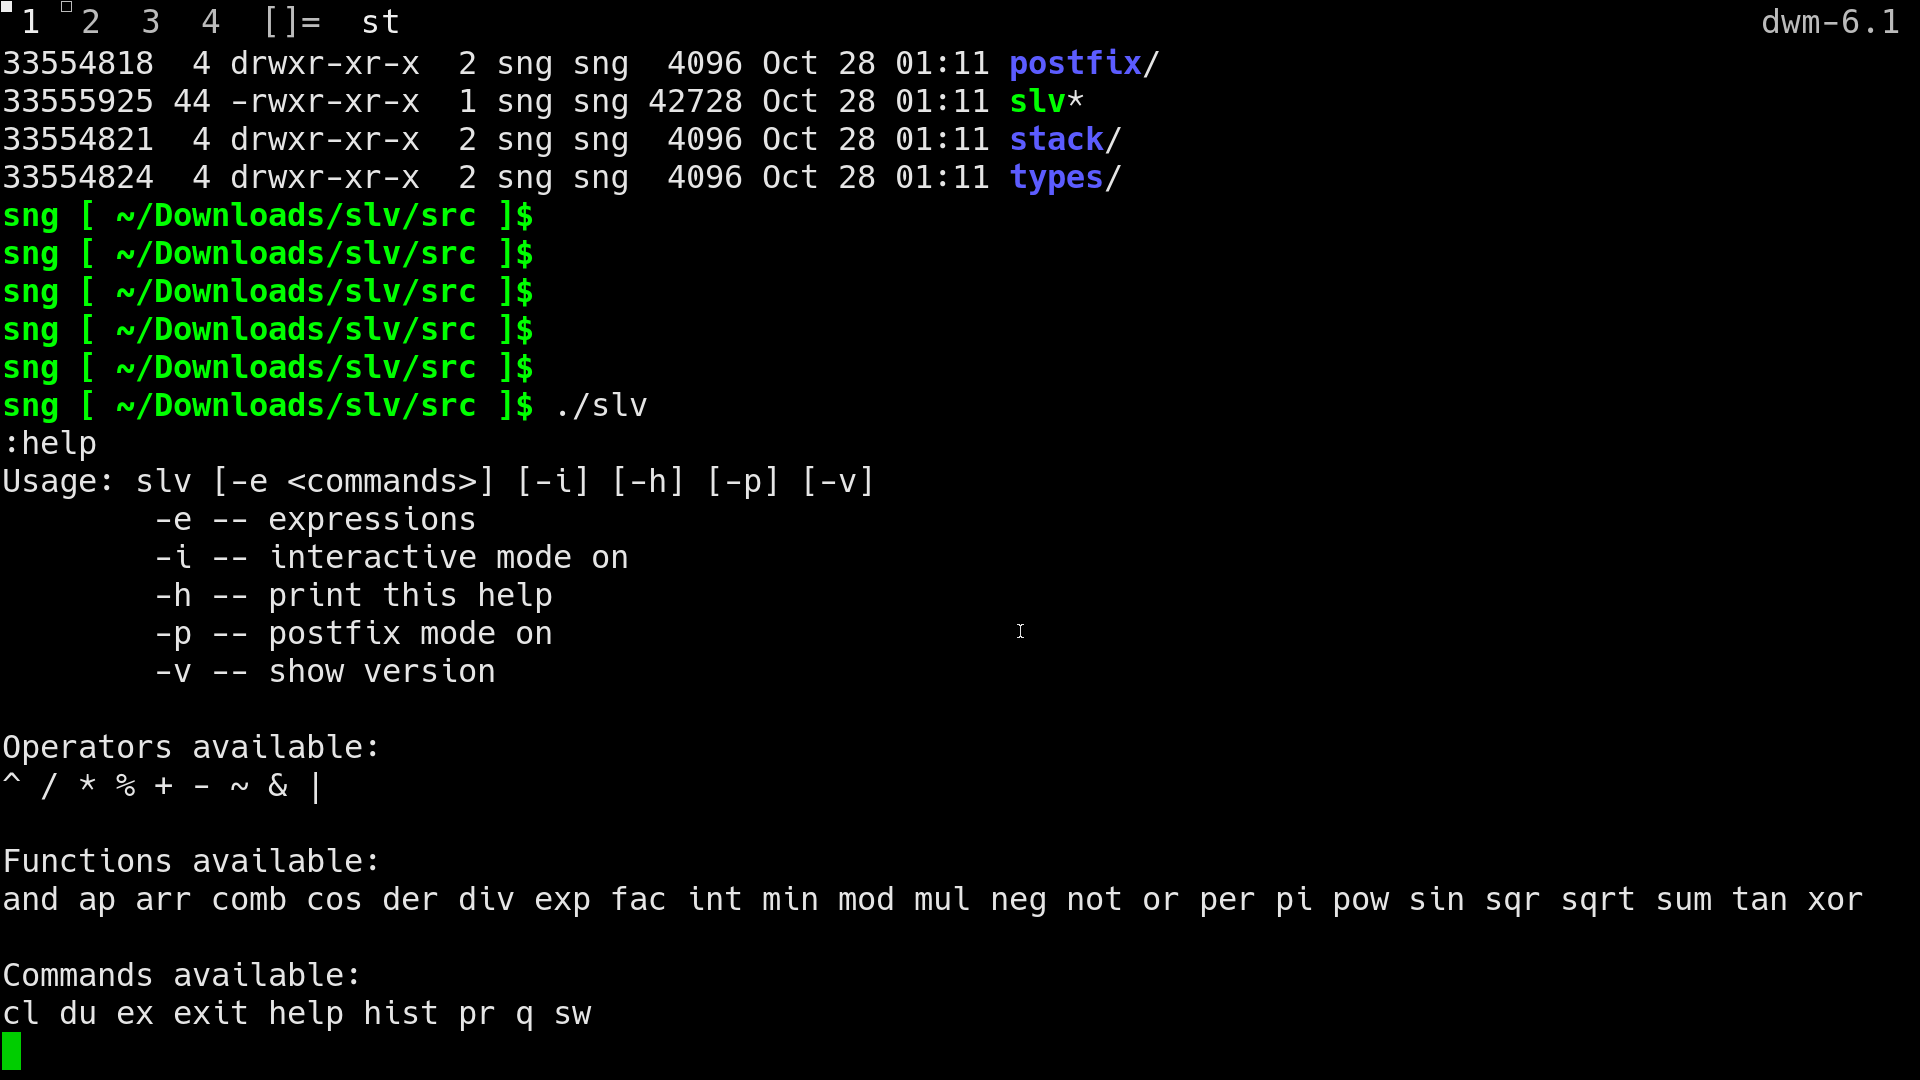 1 2 3 4 []= st dwm-6.1
33554818  4 drwxr-xr-x  2 sng sng  4096 Oct 28 01:11 postfix/
33555925 44 -rwxr-xr-x  1 sng sng 42728 Oct 28 01:11 slv*
33554821  4 drwxr-xr-x  2 sng sng  4096 Oct 28 01:11 stack/
33554824  4 drwxr-xr-x  2 sng sng  4096 Oct 28 01:11 types/
sng [ ~/Downloads/slv/src ]$
sng [ ~/Downloads/slv/src ]$
sng [ ~/Downloads/slv/src ]$
sng [ ~/Downloads/slv/src ]$
sng [ ~/Downloads/slv/src ]$
sng [ ~/Downloads/slv/src ]$ ./slv
:help
Usage: slv [-e <commands>] [-i] [-h] [-p] [-v]
        -e -- expressions
        -i -- interactive mode on
        -h -- print this help
        -p -- postfix mode on
        -v -- show version
Operators available:
^ / * % + - ~ & |
Functions available:
and ap arr comb cos der div exp fac int min mod mul neg not or per pi pow sin sqr sqrt sum tan xor
Commands available:
cl du ex exit help hist pr q sw